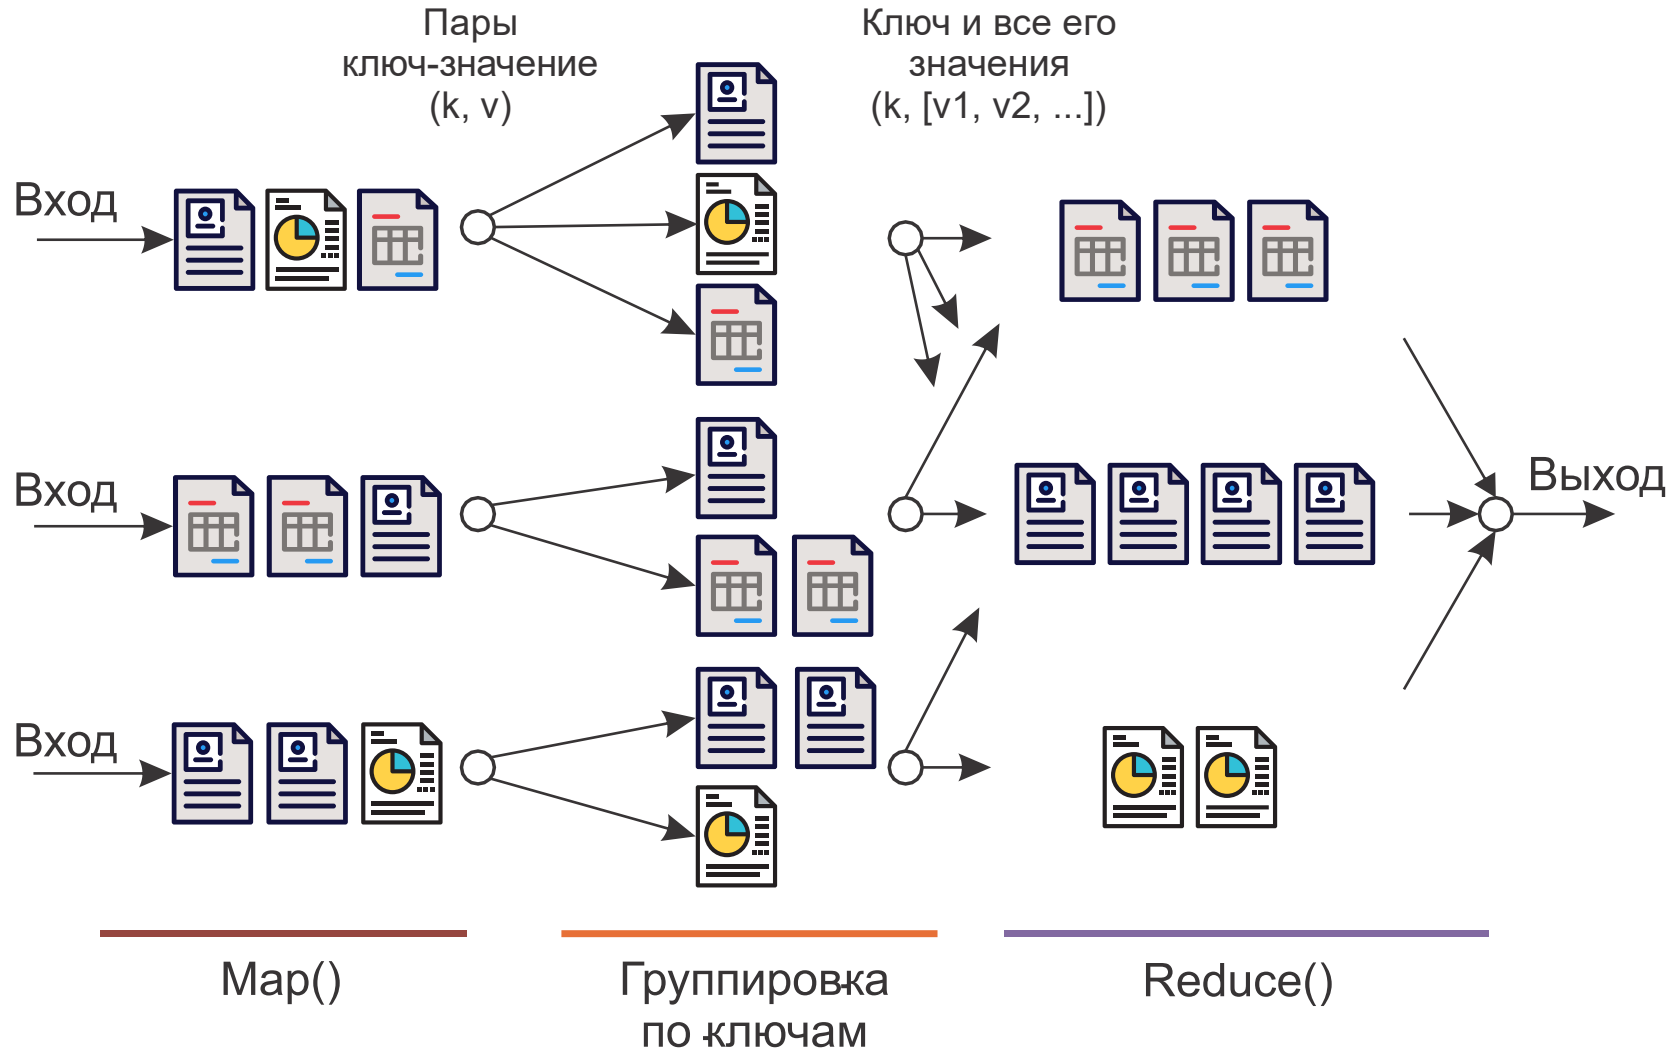 Пары
ключ-значение
(k, v)
Ключ и все его
значения
(k, [v1, v2, ...])
Вход
Вход
Выход
Вход
Map()
Группировка
по ключам
Reduce()